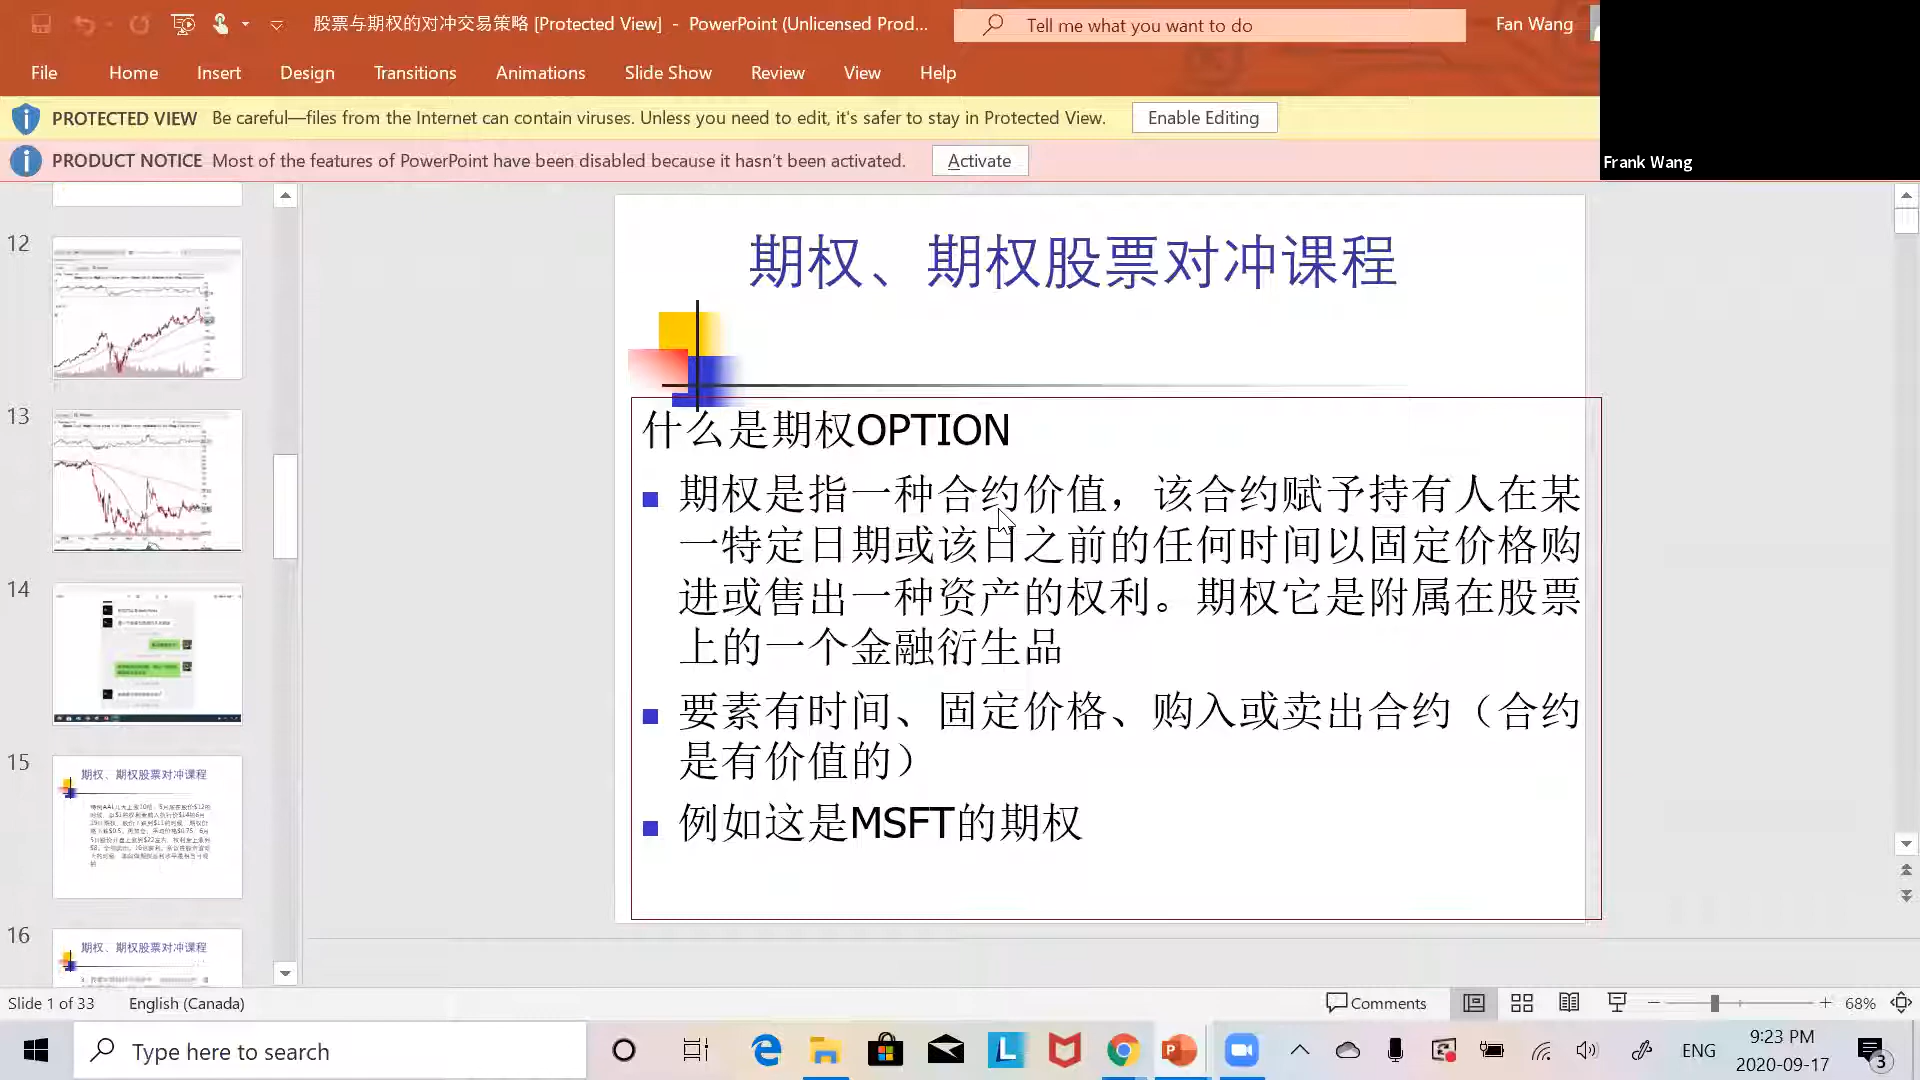 股票与期权的对冲交易策略 [Protected View] - PowerPoint (Unlicensed Prod...
Tell me what you want to do
Fan Wang
File Home Insert Design Transitions Animations Slide Show Review View Help
PROTECTED VIEW Be careful—files from the Internet can contain viruses. Unless you need to edit, it's safer to stay in Protected View. Enable Editing
PRODUCT NOTICE Most of the features of PowerPoint have been disabled because it hasn't been activated. Activate
Frank Wang
12
13
14
15
期权、期权股票对冲课程
16
期权、期权股票对冲课程
期权、期权股票对冲课程
什么是期权OPTION
期权是指一种合约价值，该合约赋予持有人在某
一特定日期或该日之前的任何时间以固定价格购
进或售出一种资产的权利。期权它是附属在股票
上的一个金融衍生品
要素有时间、固定价格、购入或卖出合约（合约
是有价值的）
例如这是MSFT的期权
Slide 1 of 33 English (Canada)
Comments
68%
Type here to search
ENG
9:23 PM
2020-09-17
3